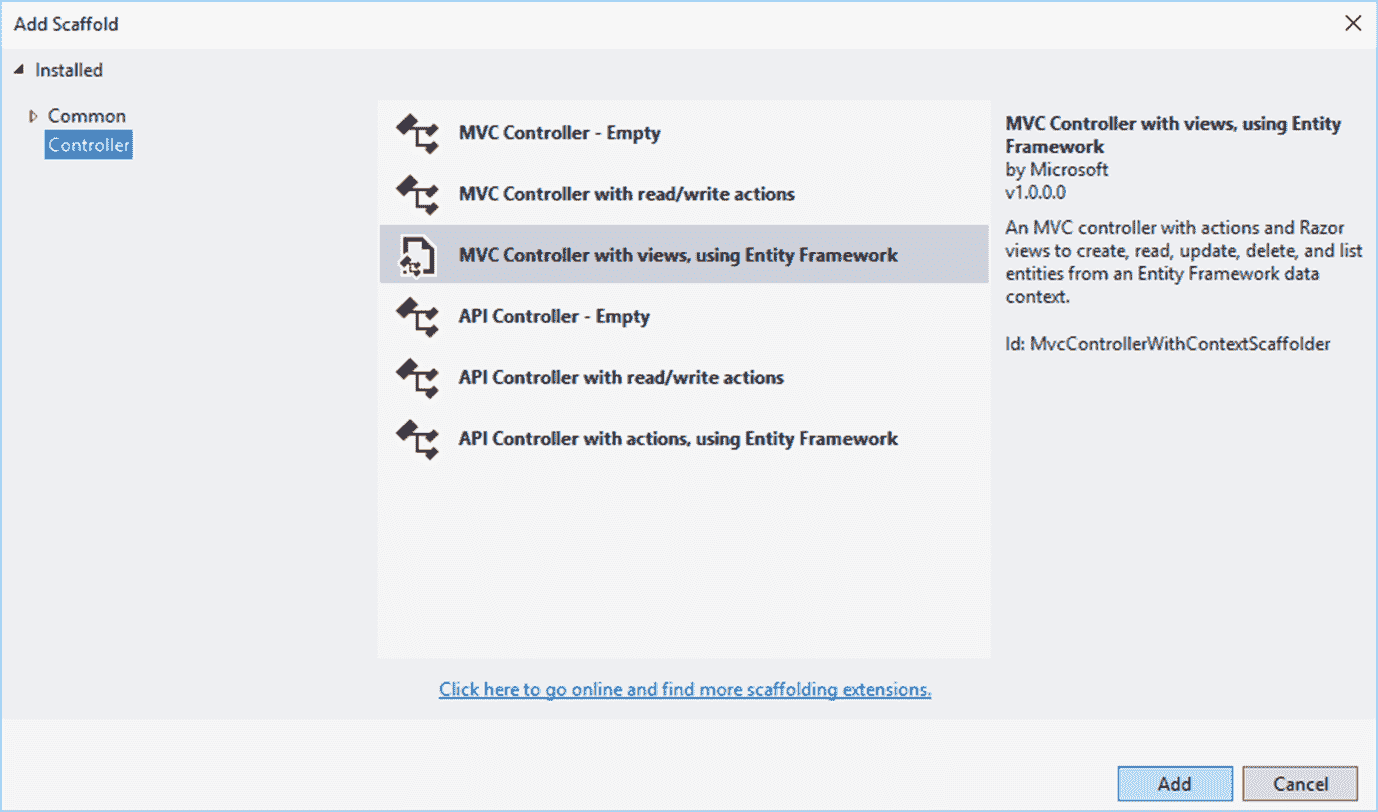 Add Scaffold
Installed
Common
Controller
MVC Controller - Empty
MVC Controller with read/write actions
MVC Controller with views, using Entity Framework
API Controller - Empty
API Controller with read/write actions
API Controller with actions, using Entity Framework
MVC Controller with views, using Entity
Framework
by Microsoft
v1.0.0.0
An MVC controller with actions and Razor
views to create, read, update, delete, and list
entities from an Entity Framework data
context.
Id: MvcControllerWithContextScaffolder
Click here to go online and find more scaffolding extensions.
Add
Cancel